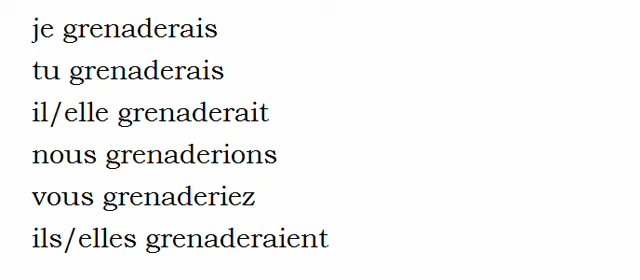 je grenaderais
tu grenaderais
il/elle grenaderait
nous grenaderions
vous grenaderiez
ils/elles grenaderaient